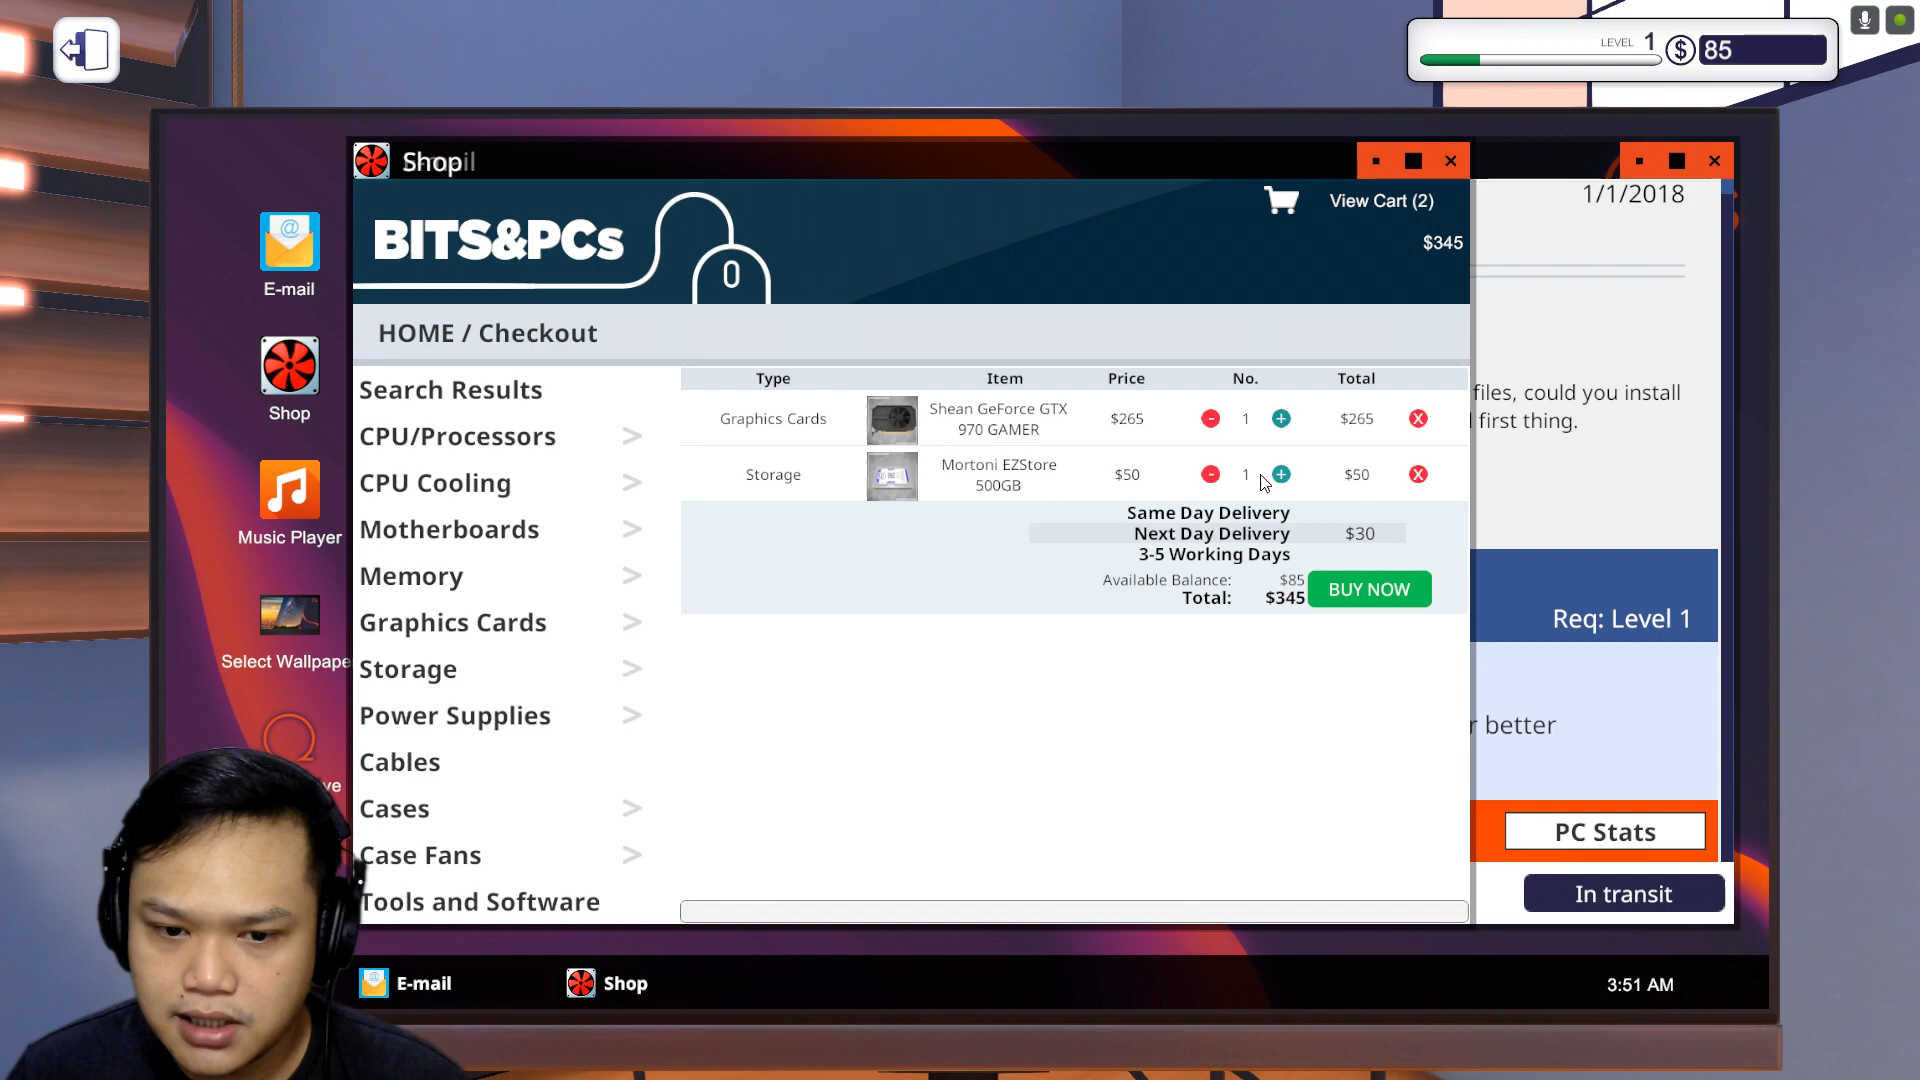 LEVEL 1
$ 85
Shop
View Cart (2)
$345
BITS&PCs
HOME / Checkout
Search Results
CPU/Processors >
CPU Cooling >
Motherboards >
Memory >
Graphics Cards >
Storage >
Power Supplies >
Cables
Cases >
Case Fans >
Tools and Software
Type Item Price No. Total
Graphics Cards Shean GeForce GTX 970 GAMER $265 - 1 + $265 X
Storage Mortoni EZStore 500GB $50 - 1 + $50 X
Same Day Delivery
Next Day Delivery $30
3-5 Working Days
Available Balance: $85
Total: $345
BUY NOW
1/1/2018
files, could you install
first thing.
Req: Level 1
better
PC Stats
In transit
E-mail
Shop
Music Player
Select Wallpape
E-mail
Shop
3:51 AM